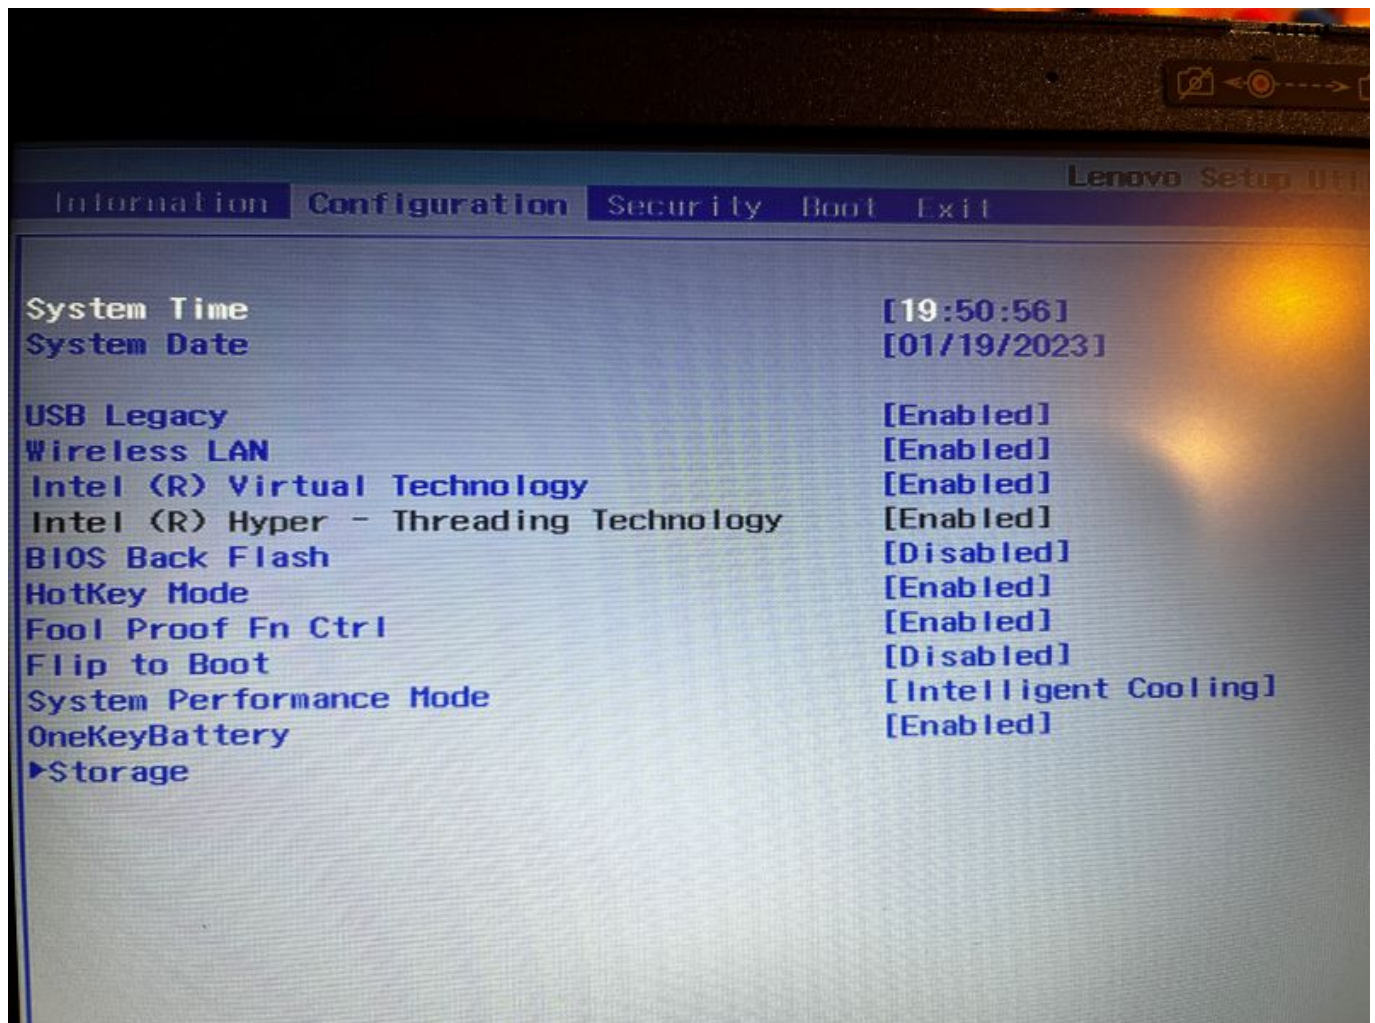 Lenovo Setup
Information Configuration Security Boot Exit
System Time [19:50:56]
System Date [01/19/2023]
USB Legacy [Enabled]
Wireless LAN [Enabled]
Intel (R) Virtual Technology [Enabled]
Intel (R) Hyper - Threading Technology [Enabled]
BIOS Back Flash [Disabled]
HotKey Mode [Enabled]
Fool Proof Fn Ctrl [Enabled]
Flip to Boot [Disabled]
System Performance Mode [Intelligent Cooling]
OneKeyBattery [Enabled]
▶Storage